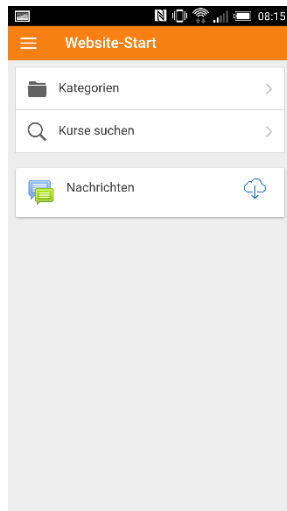 08:15
Website-Start
Kategorien
Kurse suchen
Nachrichten